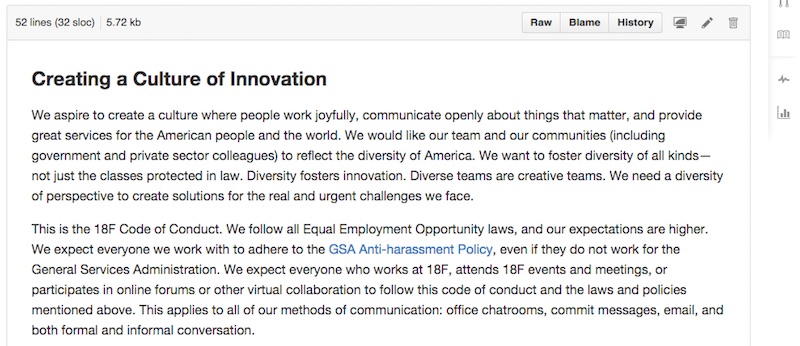 52 lines (32 sloc) 5.72 kb
Raw Blame History
Creating a Culture of Innovation
We aspire to create a culture where people work joyfully, communicate openly about things that matter, and provide
great services for the American people and the world. We would like our team and our communities (including
government and private sector colleagues) to reflect the diversity of America. We want to foster diversity of all kinds—
not just the classes protected in law. Diversity fosters innovation. Diverse teams are creative teams. We need a diversity
of perspective to create solutions for the real and urgent challenges we face.
This is the 18F Code of Conduct. We follow all Equal Employment Opportunity laws, and our expectations are higher.
We expect everyone we work with to adhere to the GSA Anti-harassment Policy, even if they do not work for the
General Services Administration. We expect everyone who works at 18F, attends 18F events and meetings, or
participates in online forums or other virtual collaboration to follow this code of conduct and the laws and policies
mentioned above. This applies to all of our methods of communication: office chatrooms, commit messages, email, and
both formal and informal conversation.